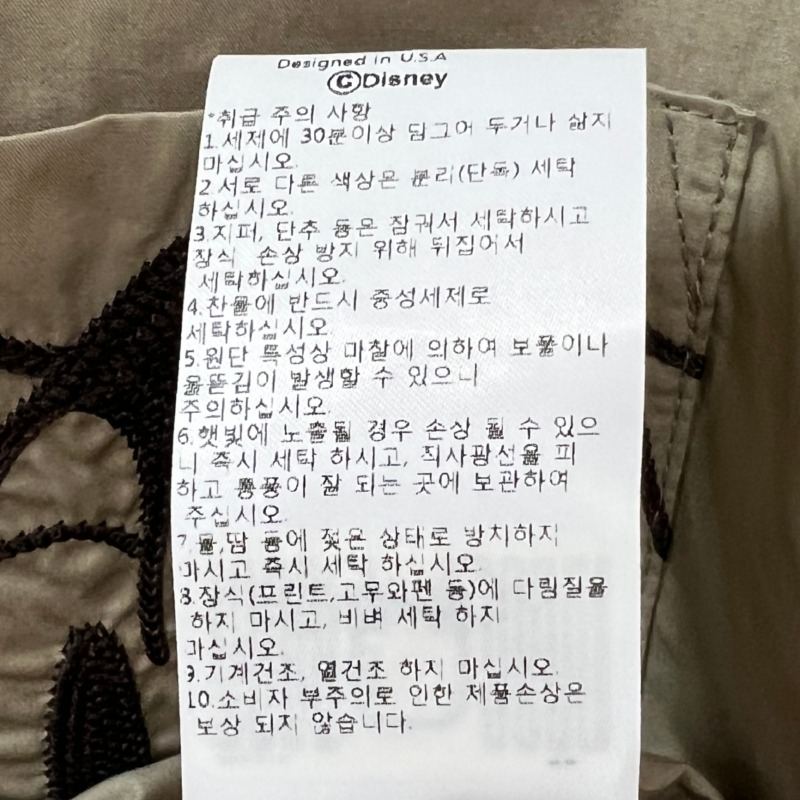 Designed in U.S.A
©Disney
*취급 주의 사항
1.세제에 30분이상 담그어 두거나 삶지
마십시오.
2.서로 다른 색상은 분리(단독) 세탁
하십시오.
3.지퍼, 단추 등은 잠궈서 세탁하시고
장식 손상 방지 위해 뒤집어서
세탁하십시오.
4.찬물에 반드시 중성세제로
세탁하십시오.
5.원단 특성상 마찰에 의하여 보풀이나
올뜯김이 발생할 수 있으니
주의하십시오.
6.햇빛에 노출될 경우 손상 될 수 있으
니 즉시 세탁 하시고, 직사광선을 피
하고 통풍이 잘 되는 곳에 보관하여
주십시오.
7.물,땀 등에 젖은 상태로 방치하지
마시고 즉시 세탁 하십시오.
8.장식(프린트,고무와펜 등)에 다림질을
하지 마시고, 비벼 세탁 하지
마십시오.
9.기계건조, 열건조 하지 마십시오.
10.소비자 부주의로 인한 제품손상은
보상 되지 않습니다.